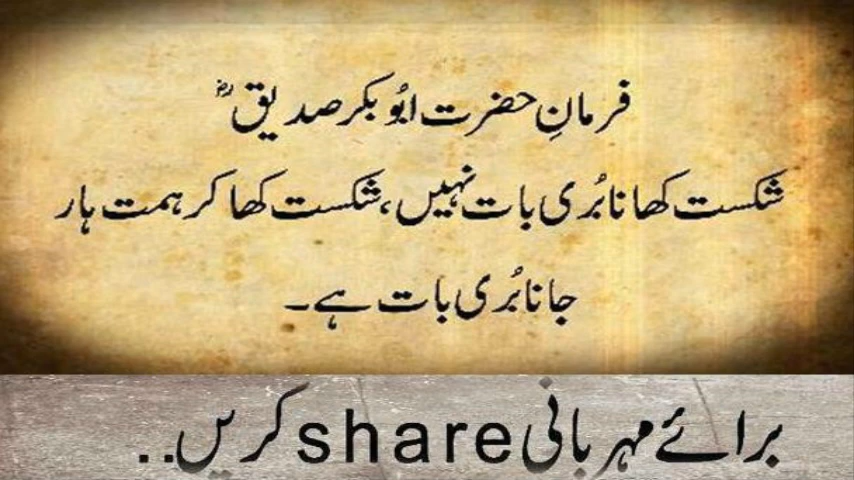 فرمانِ حضرت ابُو بکر صدیقؓ
شکست کھانا بُری بات نہیں، شکست کھا کر ہمت ہار
جانا بُری بات ہے۔
برائے مہربانی share کریں..